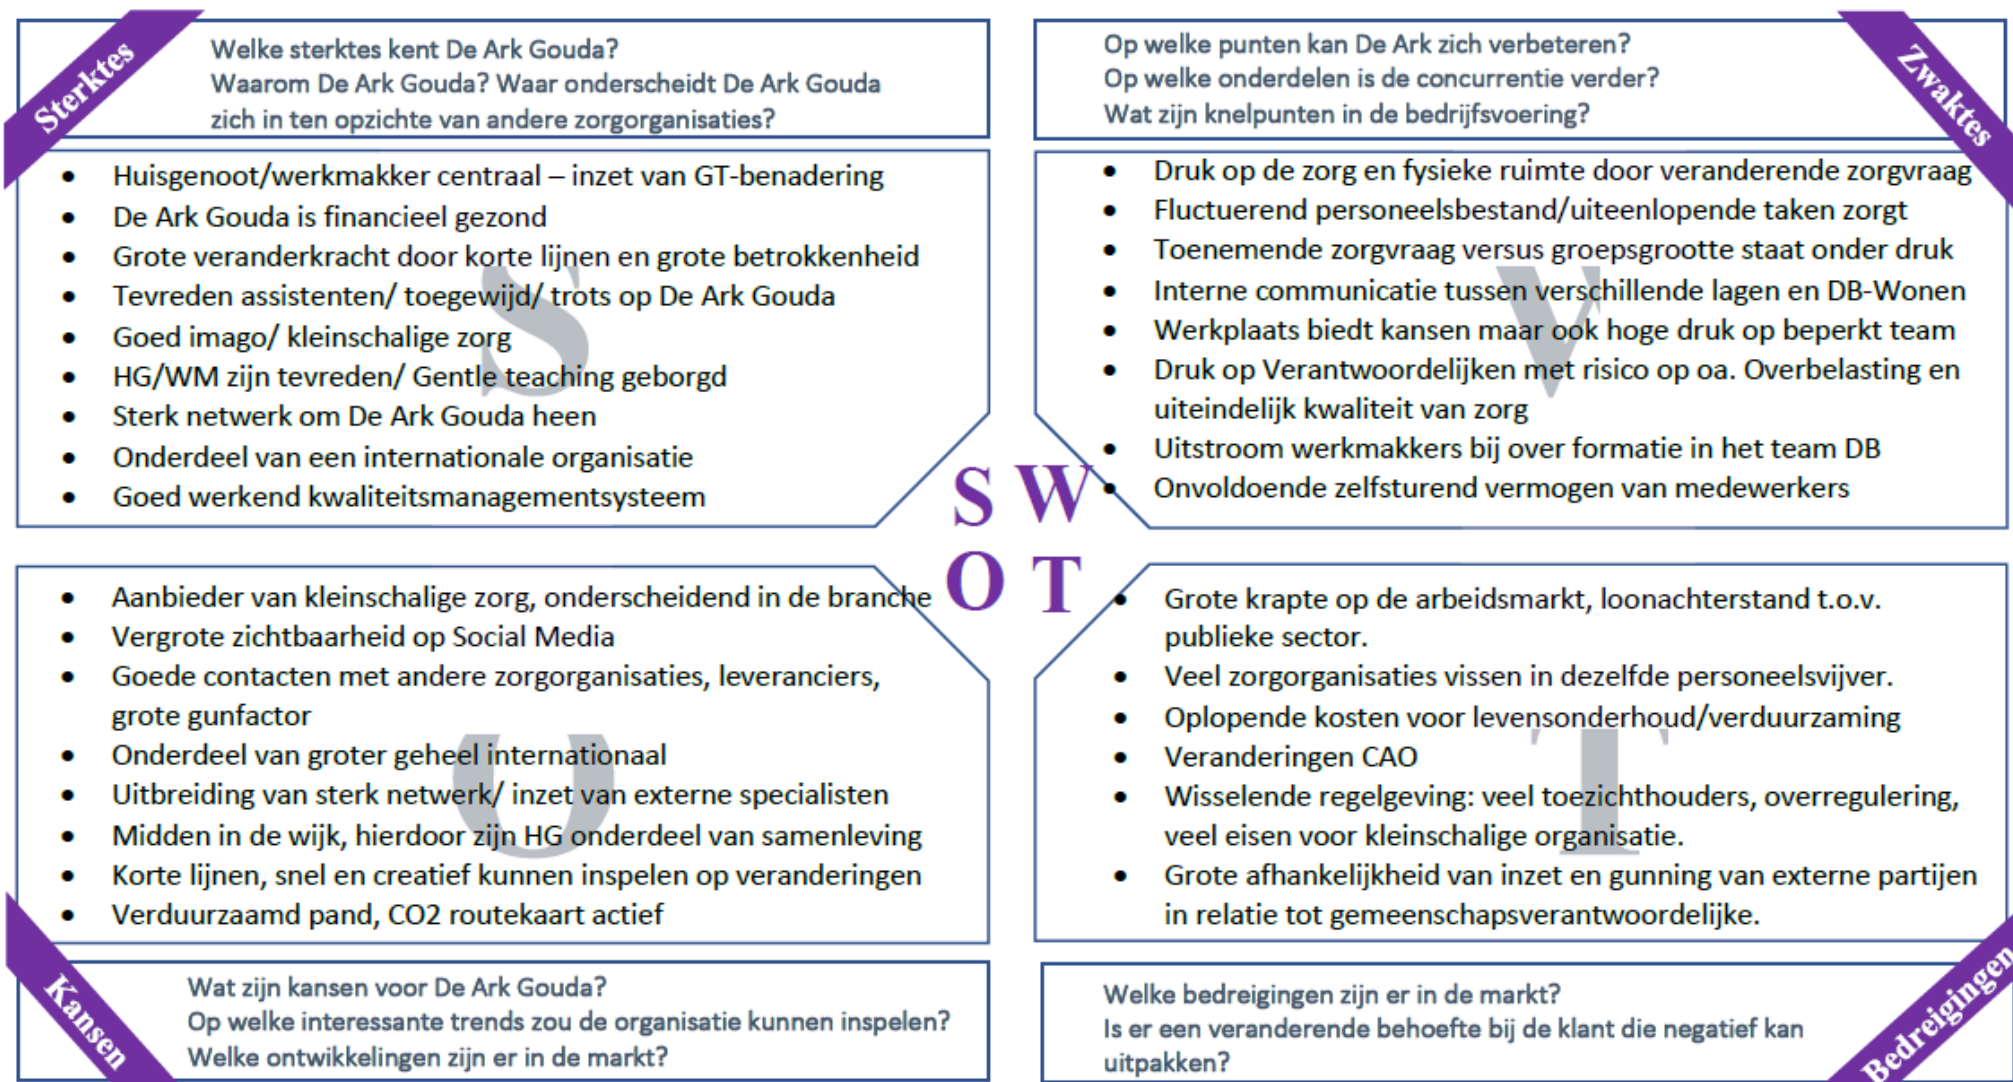 Sterktes
Welke sterktes kent De Ark Gouda?
Waarom De Ark Gouda? Waar onderscheidt De Ark Gouda
zich in ten opzichte van andere zorgorganisaties?
• Huisgenoot/werkmakker centraal – inzet van GT-benadering
• De Ark Gouda is financieel gezond
• Grote veranderkracht door korte lijnen en grote betrokkenheid
• Tevreden assistenten/ toegewijd/ trots op De Ark Gouda
• Goed imago/ kleinschalige zorg
• HG/WM zijn tevreden/ Gentle teaching geborgd
• Sterk netwerk om De Ark Gouda heen
• Onderdeel van een internationale organisatie
• Goed werkend kwaliteitsmanagementsysteem
S
Zwaktes
Op welke punten kan De Ark zich verbeteren?
Op welke onderdelen is de concurrentie verder?
Wat zijn knelpunten in de bedrijfsvoering?
• Druk op de zorg en fysieke ruimte door veranderende zorgvraag
• Fluctuerend personeelsbestand/uiteenlopende taken zorgt
• Toenemende zorgvraag versus groepsgrootte staat onder druk
• Interne communicatie tussen verschillende lagen en DB-Wonen
• Werkplaats biedt kansen maar ook hoge druk op beperkt team
• Druk op Verantwoordelijken met risico op oa. Overbelasting en
uiteindelijk kwaliteit van zorg
• Uitstroom werkmakkers bij over formatie in het team DB
• Onvoldoende zelfsturend vermogen van medewerkers
S W
O T
• Aanbieder van kleinschalige zorg, onderscheidend in de branche
• Vergrote zichtbaarheid op Social Media
• Goede contacten met andere zorgorganisaties, leveranciers,
grote gunfactor
• Onderdeel van groter geheel internationaal
• Uitbreiding van sterk netwerk/ inzet van externe specialisten
• Midden in de wijk, hierdoor zijn HG onderdeel van samenleving
• Korte lijnen, snel en creatief kunnen inspelen op veranderingen
• Verduurzaamd pand, CO2 routekaart actief
O
Kansen
Wat zijn kansen voor De Ark Gouda?
Op welke interessante trends zou de organisatie kunnen inspelen?
Welke ontwikkelingen zijn er in de markt?
• Grote krapte op de arbeidsmarkt, loonachterstand t.o.v.
publieke sector.
• Veel zorgorganisaties vissen in dezelfde personeelsvijver.
• Oplopende kosten voor levensonderhoud/verduurzaming
• Veranderingen CAO
• Wisselende regelgeving: veel toezichthouders, overregulering,
veel eisen voor kleinschalige organisatie.
• Grote afhankelijkheid van inzet en gunning van externe partijen
in relatie tot gemeenschapsverantwoordelijke.
T
Bedreigingen
Welke bedreigingen zijn er in de markt?
Is er een veranderende behoefte bij de klant die negatief kan
uitpakken?